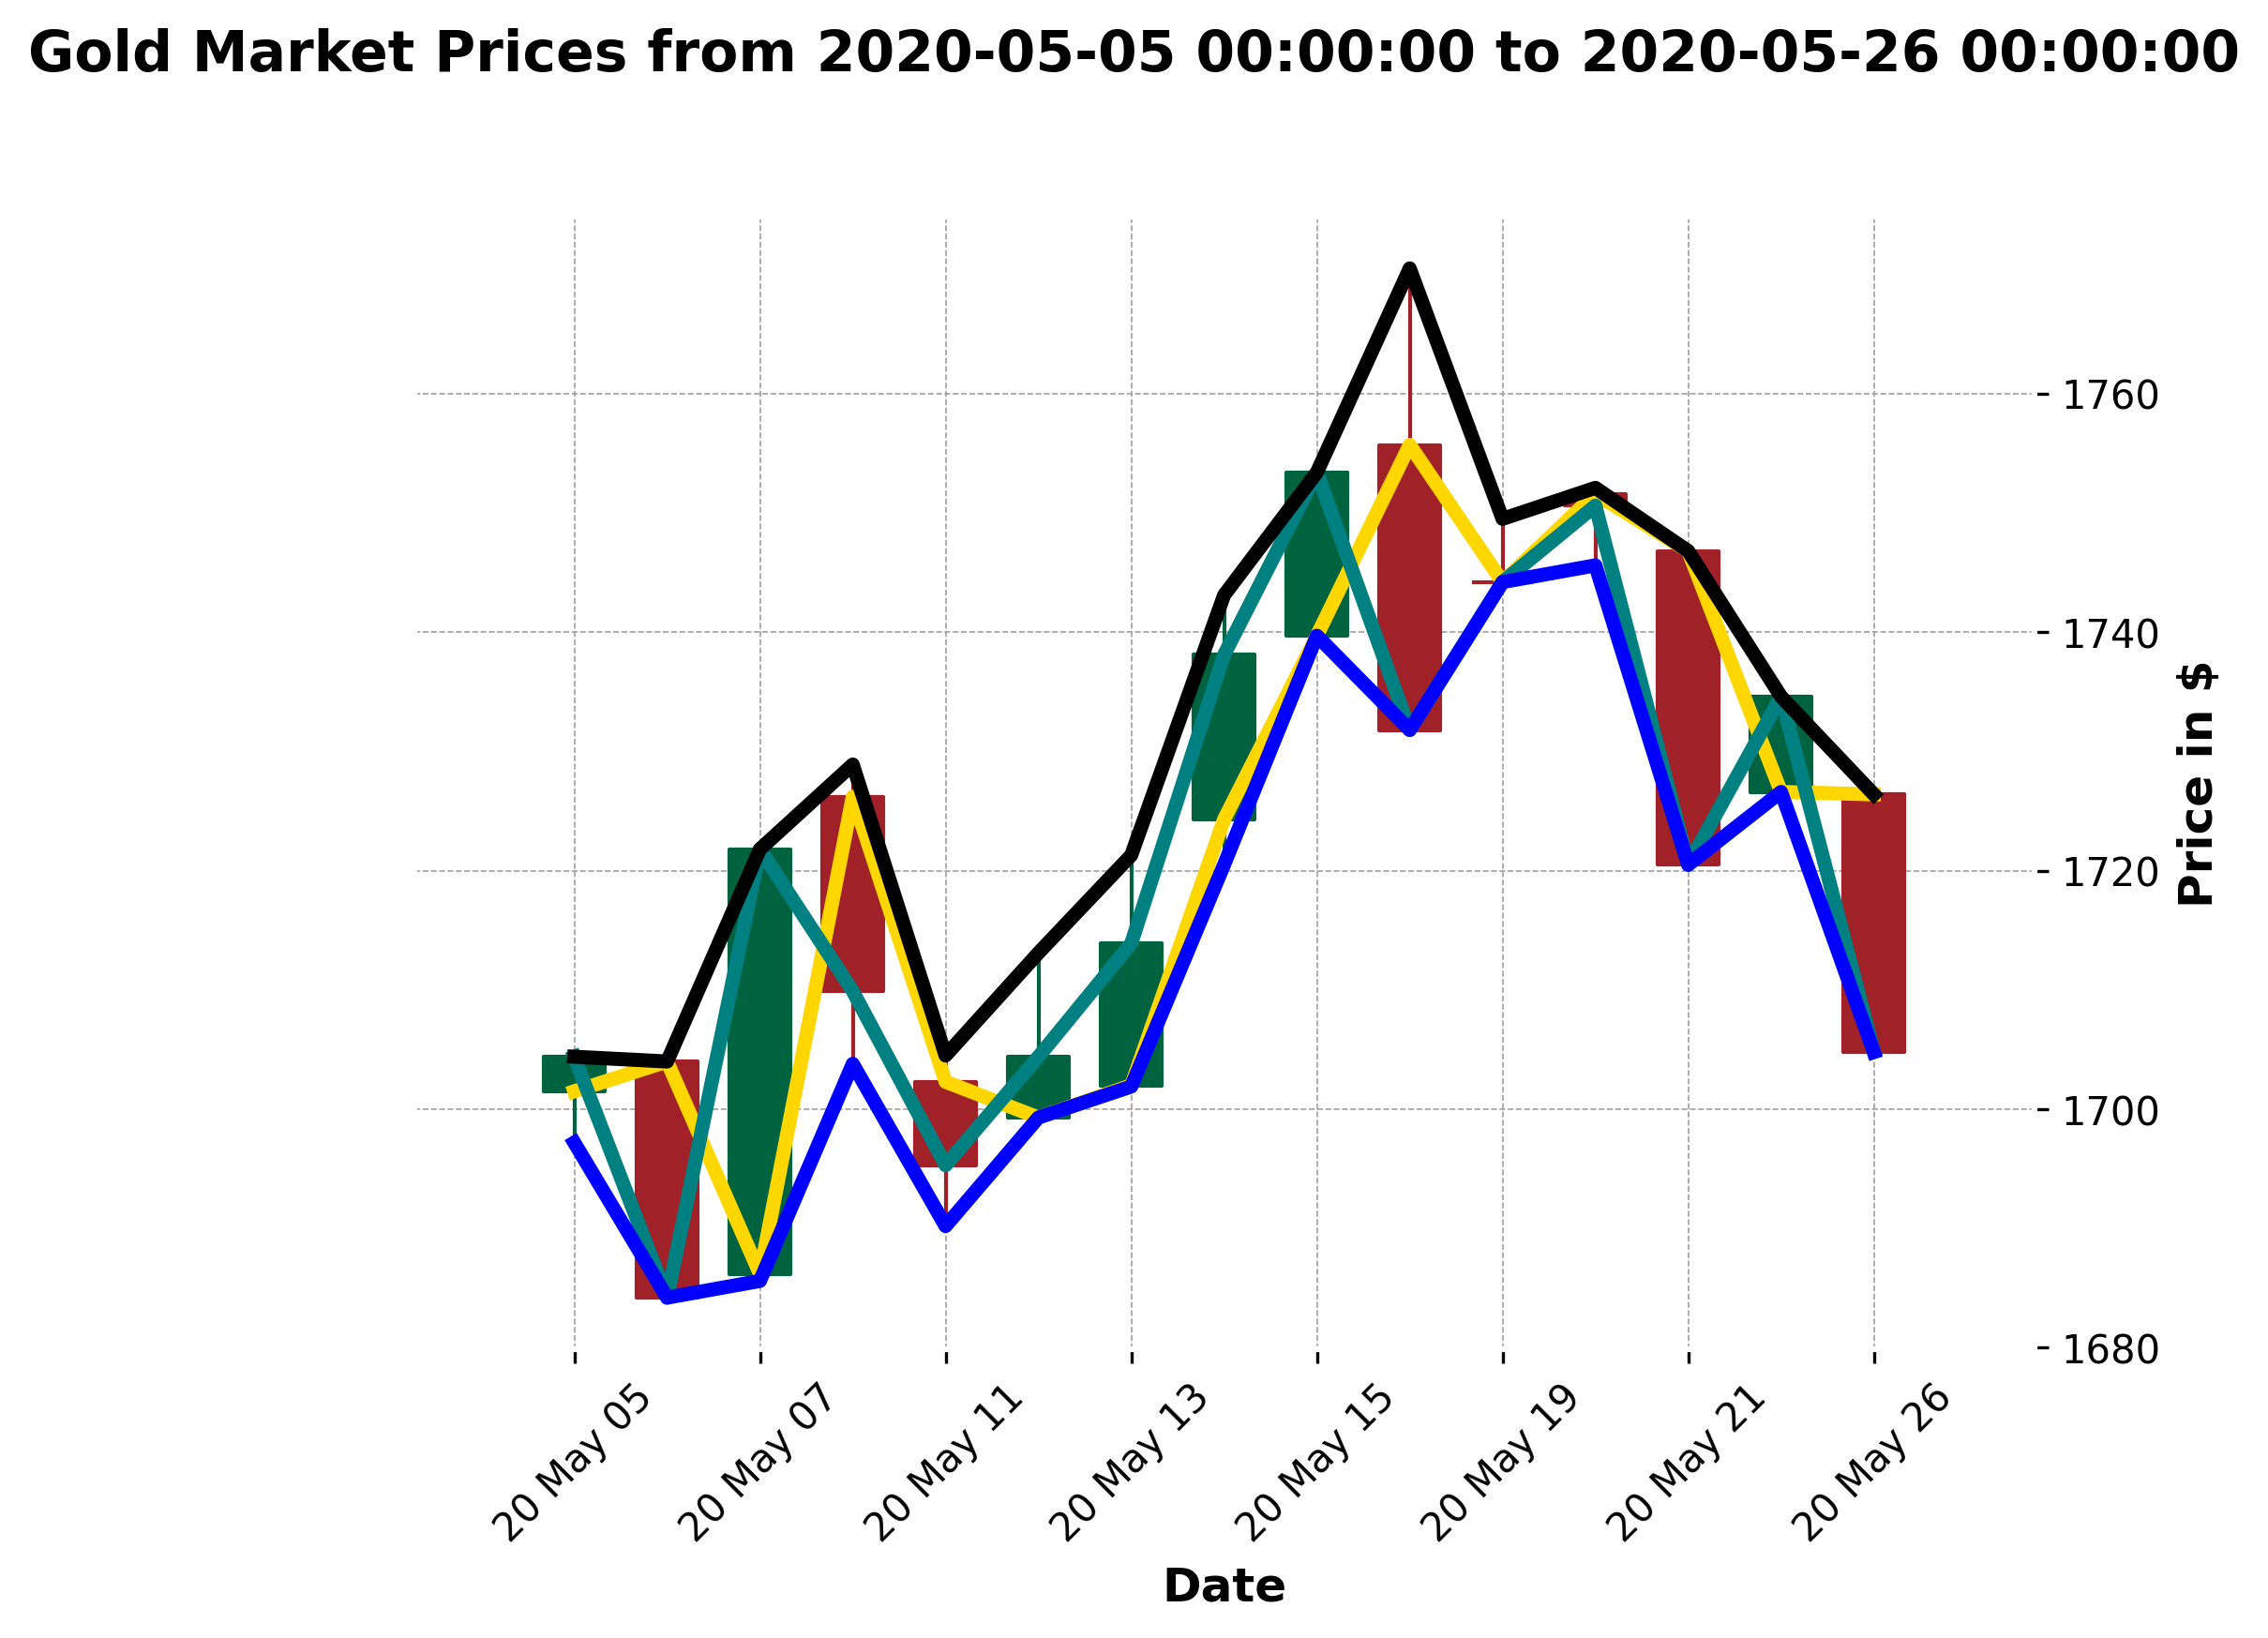 Gold Market Prices from 2020-05-05 00:00:00 to 2020-05-26 00:00:00
1760
1740
1720
1700
1680
Price in $
20 May 05
20 May 07
20 May 11
20 May 13
20 May 15
20 May 19
20 May 21
20 May 26
Date